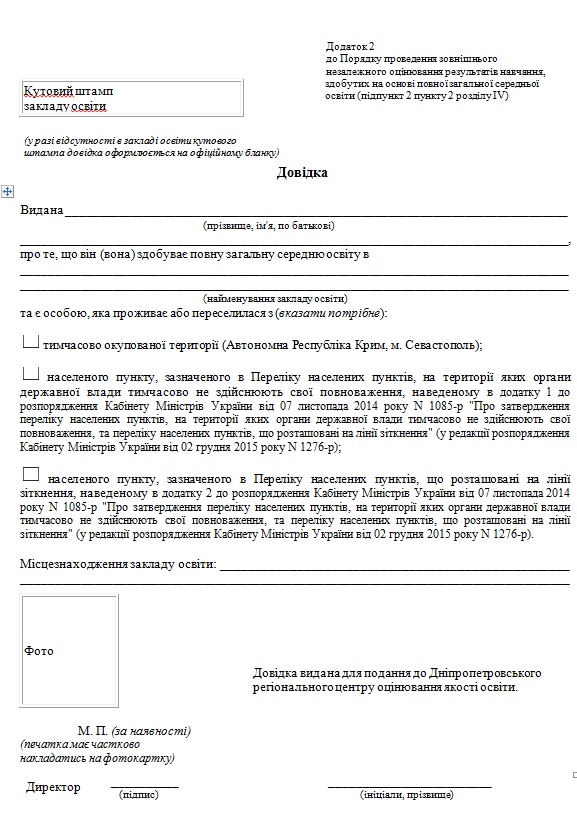 Додаток 2
до Порядку проведення зовнішнього
незалежного оцінювання результатів навчання,
здобутих на основі повної загальної середньої
освіти (підпункт 2 пункту 2 розділу IV)
Кутовий штамп
закладу освіти
(у разі відсутності в закладі освіти кутового
штампа довідка оформлюється на офіційному бланку)
Довідка
Видана
(прізвище, ім'я, по батькові)
,
про те, що він (вона) здобуває повну загальну середню освіту в
(найменування закладу освіти)
та є особою, яка проживає або переселилася з (вказати потрібне):
тимчасово окупованої території (Автономна Республіка Крим, м. Севастополь);
населеного пункту, зазначеного в Переліку населених пунктів, на території яких органи
державної влади тимчасово не здійснюють свої повноваження, наведеному в додатку 1 до
розпорядження Кабінету Міністрів України від 07 листопада 2014 року N 1085-р "Про затвердження
переліку населених пунктів, на території яких органи державної влади тимчасово не здійснюють свої
повноваження, та переліку населених пунктів, що розташовані на лінії зіткнення" (у редакції розпорядження
Кабінету Міністрів України від 02 грудня 2015 року N 1276-р);
населеного пункту, зазначеного в Переліку населених пунктів, що розташовані на лінії
зіткнення, наведеному в додатку 2 до розпорядження Кабінету Міністрів України від 07 листопада 2014
року N 1085-р "Про затвердження переліку населених пунктів, на території яких органи державної влади
тимчасово не здійснюють свої повноваження, та переліку населених пунктів, що розташовані на лінії
зіткнення" (у редакції розпорядження Кабінету Міністрів України від 02 грудня 2015 року N 1276-р).
Місцезнаходження закладу освіти:
Фото
Довідка видана для подання до Дніпропетровського
регіонального центру оцінювання якості освіти.
М. П. (за наявності)
(печатка має частково
накладатись на фотокартку)
Директор
(підпис)
(ініціали, прізвище)